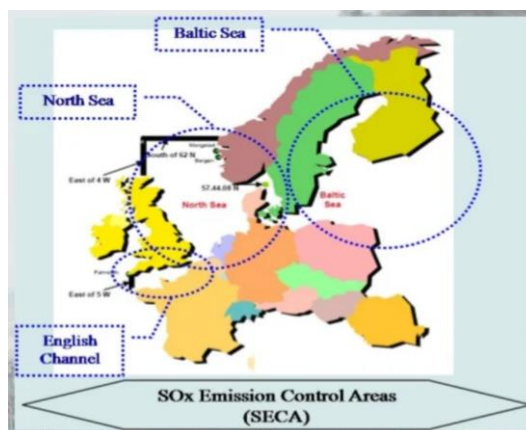 Baltic Sea
North Sea
South of 62 N
Bergen
East of 4 W
57.44.08 N
North Sea
Baltic
Sea
East of 5 W
English
Channel
SOx Emission Control Areas
(SECA)